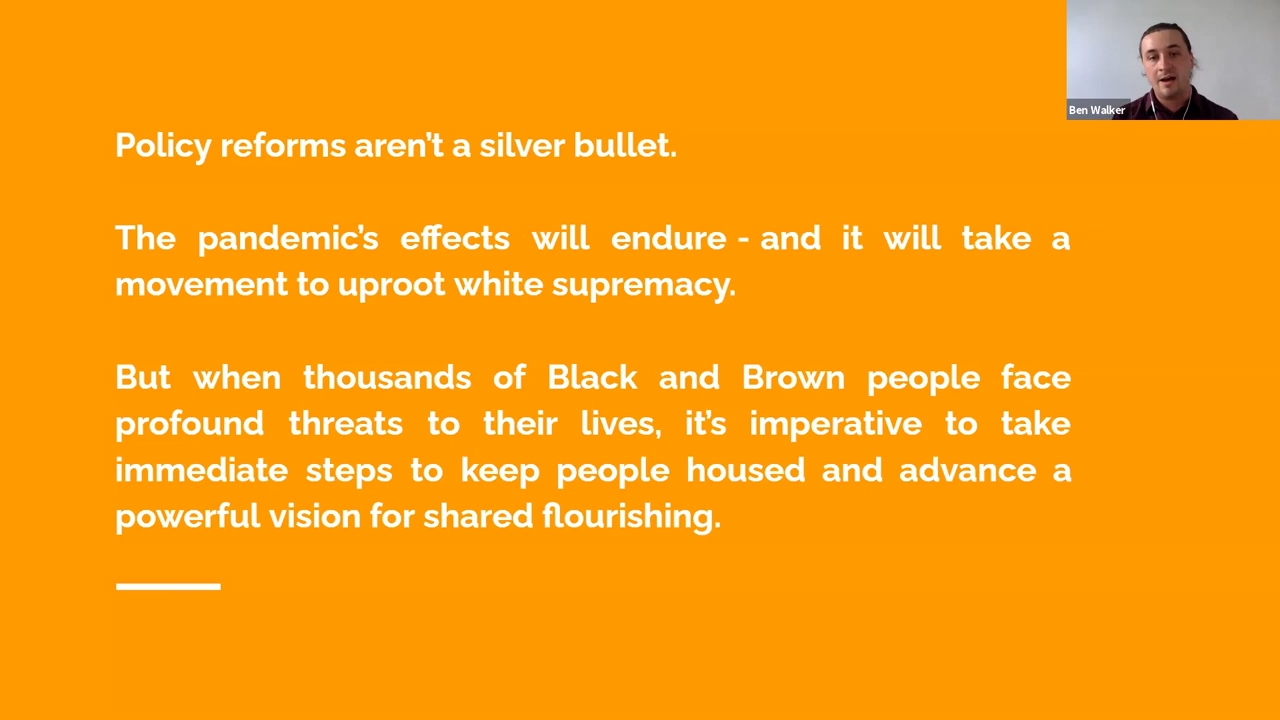 Ben Walker
Policy reforms aren’t a silver bullet.
The pandemic’s effects will endure - and it will take a
movement to uproot white supremacy.
But when thousands of Black and Brown people face
profound threats to their lives, it’s imperative to take
immediate steps to keep people housed and advance a
powerful vision for shared flourishing.